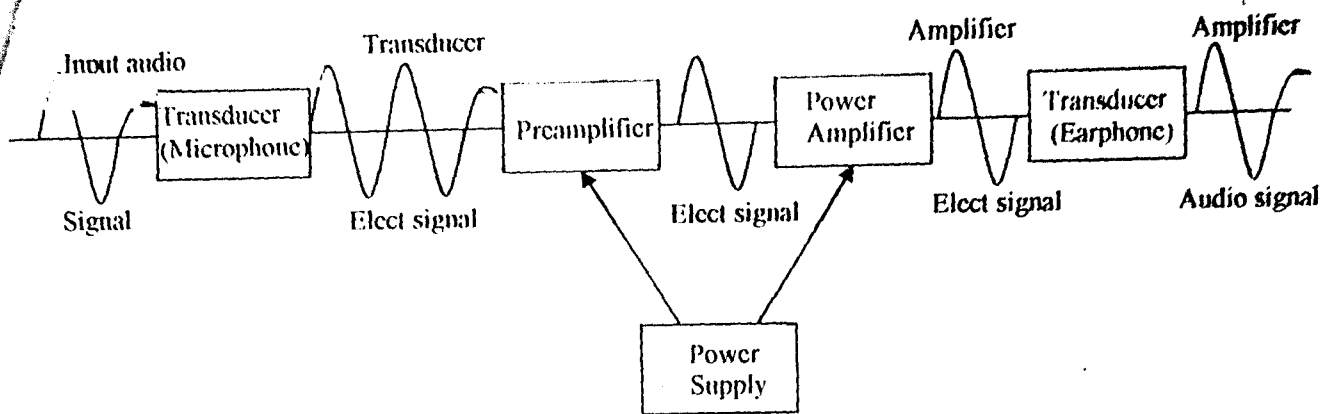 Input audio
Transducer
(Microphone)
Signal
Transducer
Elect signal
Preamplifier
Elect signal
Power
Amplifier
Amplifier
Elect signal
Transducer
(Earphone)
Amplifier
Audio signal
Power
Supply